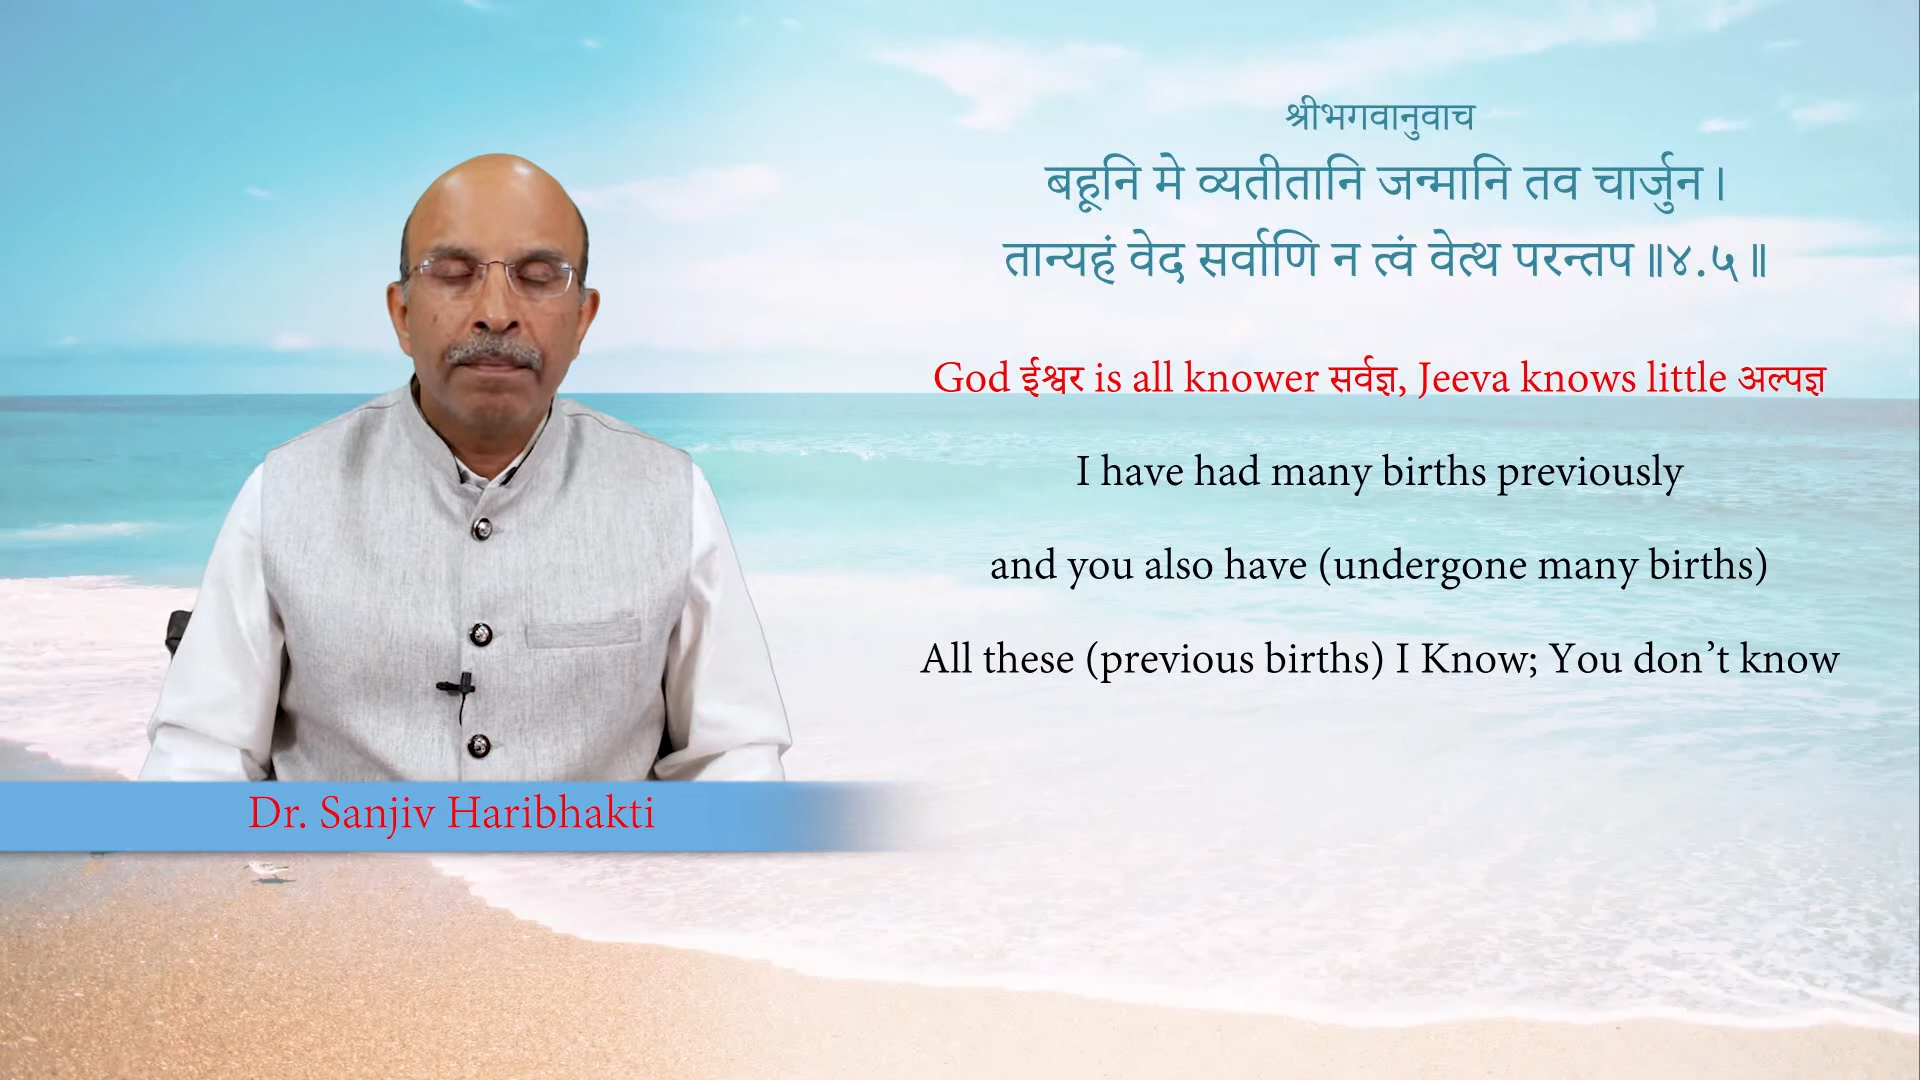 श्रीभगवानुवाच
बहूनि मे व्यतीतानि जन्मानि तव चार्जुन ।
तान्यहं वेद सर्वाणि न त्वं वेत्थ परन्तप ॥४.५॥
God ईश्वर is all knower सर्वज्ञ, Jeeva knows little अल्पज्ञ
I have had many births previously
and you also have (undergone many births)
All these (previous births) I Know; You don’t know
Dr. Sanjiv Haribhakti